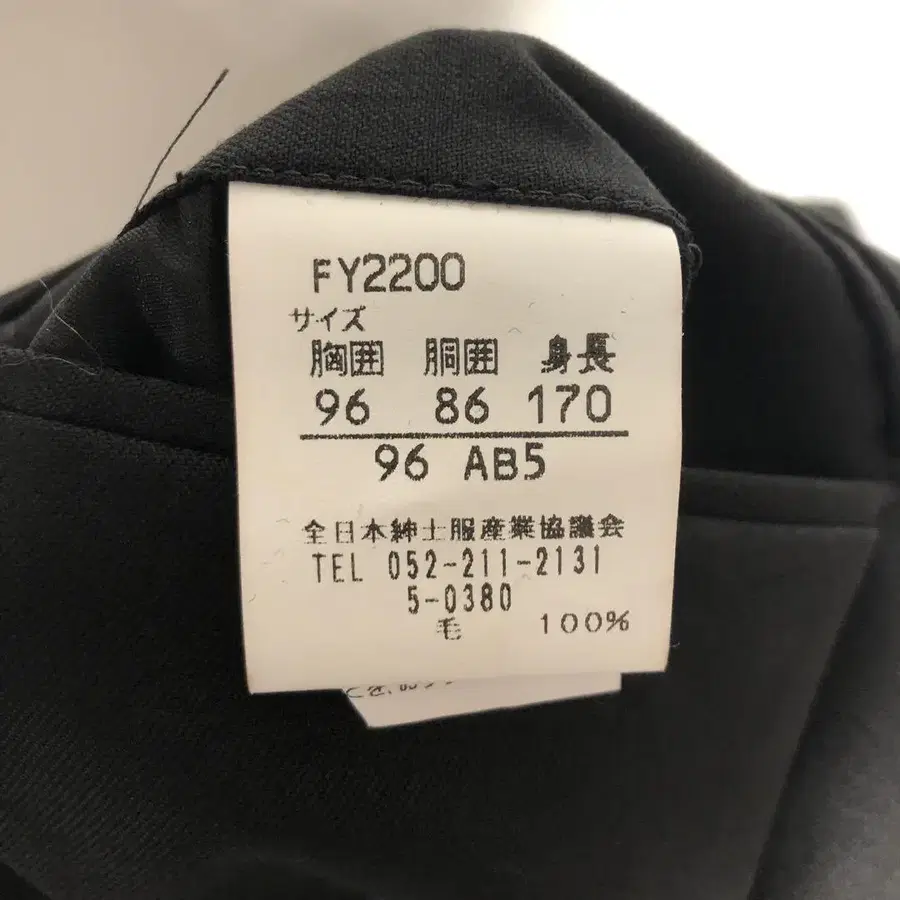 FY2200
サイズ
胸囲 胴囲 身長
96 86 170
96 AB5
全日本紳士服産業協議会
TEL 052-211-2131
5-0380
毛 100%